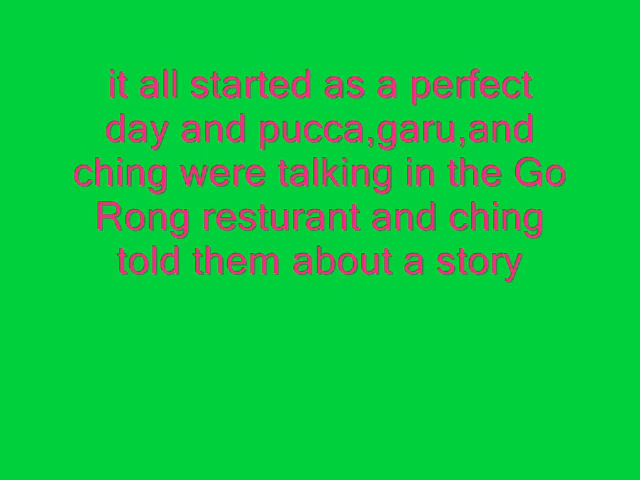 it all started as a perfect
day and pucca,garu,and
ching were talking in the Go
Rong resturant and ching
told them about a story